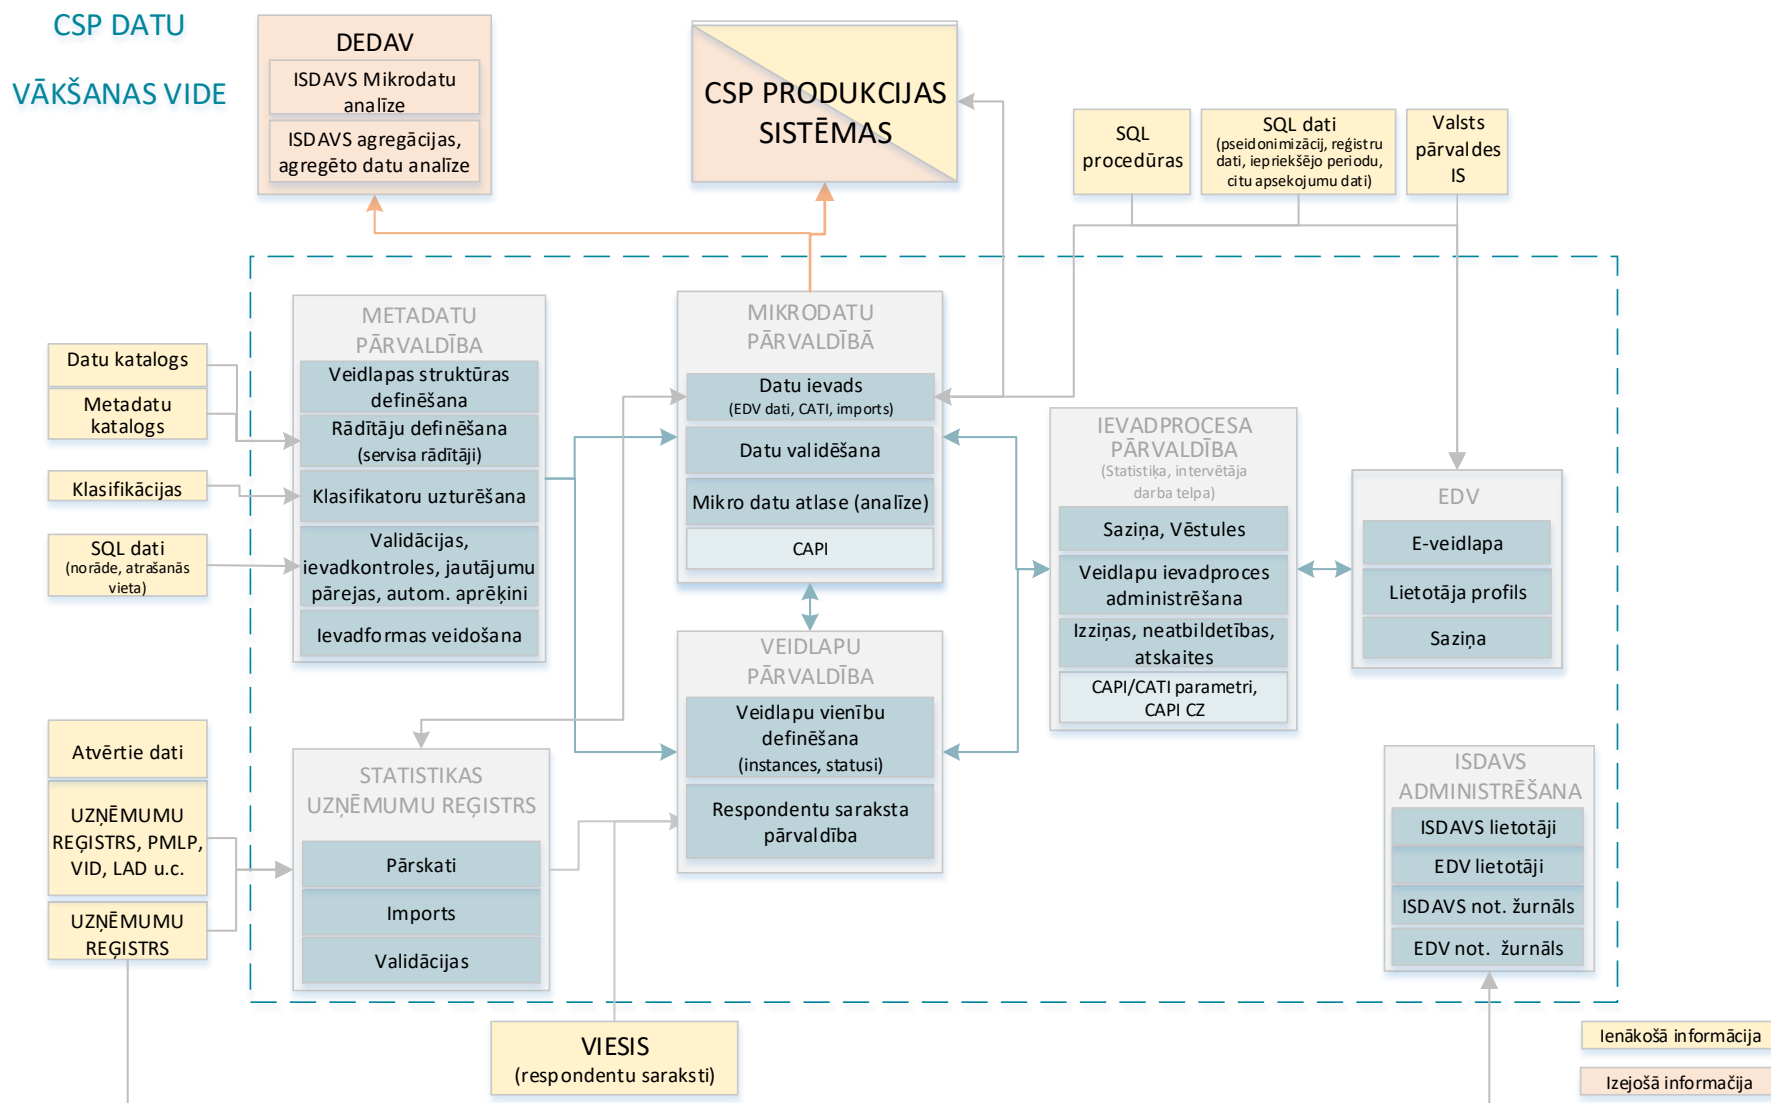 CSP DATU
VĀKŠANAS VIDE
DEDAV
ISDAVS Mikrodatu
analīze
ISDAVS agregācijas,
agregēto datu analīze
CSP PRODUKCIJAS
SISTĒMAS
SQL
procedūras
SQL dati
(pseidonimizācij, reģistru
dati, iepriekšējo periodu,
citu apsekojumu dati)
Valsts
pārvaldes
IS
Datu katalogs
Metadatu
katalogs
Klasifikācijas
SQL dati
(norāde, atrašanās
vieta)
METADATU
PĀRVALDĪBA
Veidlapas struktūras
definēšana
Rādītāju definēšana
(servisa rādītāji)
Klasifikatoru uzturēšana
Validācijas,
ievadkontroles, jautājumu
pārejas, autom. aprēķini
Ievadformas veidošana
MIKRODATU
PĀRVALDĪBĀ
Datu ievads
(EDV dati, CATI, imports)
Datu validēšana
Mikro datu atlase (analīze)
CAPI
IEVADPROCESA
PĀRVALDĪBA
(Statistiķa, intervētāja
darba telpa)
Saziņa, Vēstules
Veidlapu ievadproces
administrēšana
Izziņas, neatbildetības,
atskaites
CAPI/CATI parametri,
CAPI CZ
EDV
E-veidlapa
Lietotāja profils
Saziņa
VEIDLAPU
PĀRVALDĪBA
Veidlapu vienību
definēšana
(instances, statusi)
Respondentu saraksta
pārvaldība
Atvērtie dati
UZŅĒMUMU
REĢISTRS, PMLP,
VID, LAD u.c.
UZŅĒMUMU
REĢISTRS
STATISTIKAS
UZŅĒMUMU REĢISTRS
Pārskati
Imports
Validācijas
ISDAVS
ADMINISTRĒŠANA
ISDAVS lietotāji
EDV lietotāji
ISDAVS not. žurnāls
EDV not. žurnāls
VIESIS
(respondentu saraksti)
Ienākošā informācija
Izejošā informačija